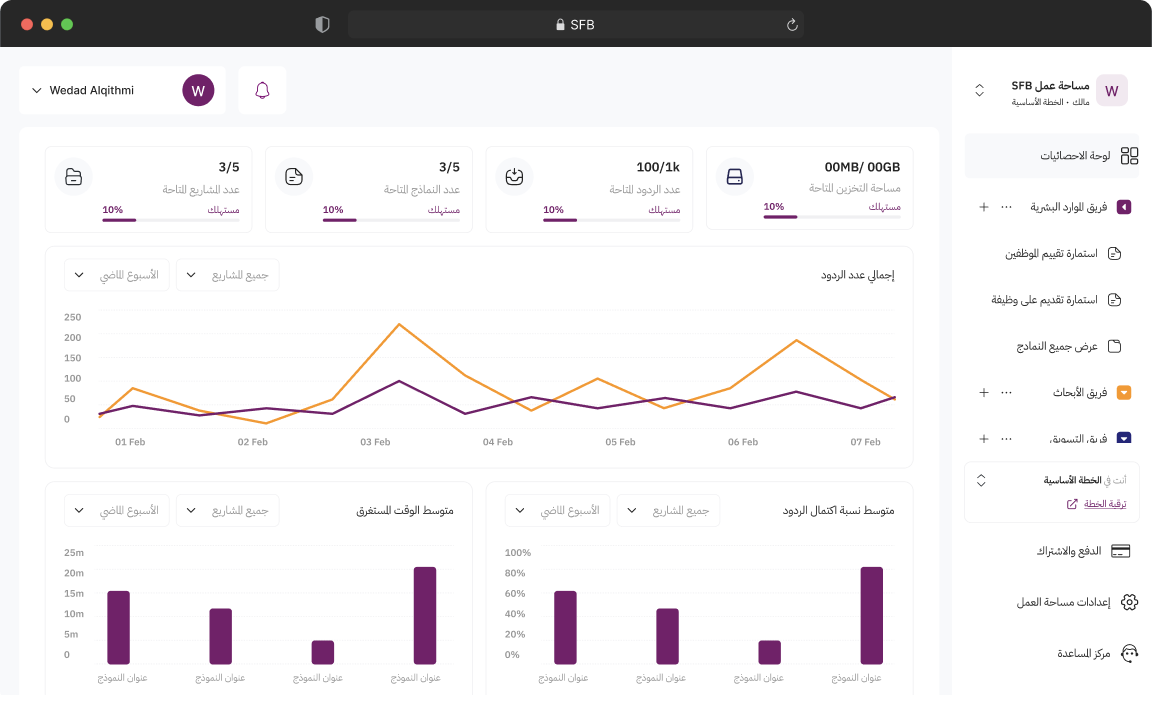 SFB
W
مساحة عمل SFB
مالك • الخطة الأساسية
Wedad Alqithmi
W
لوحة الاحصائيات
فريق الموارد البشرية
استمارة تقييم الموظفين
استمارة تقديم على وظيفة
عرض جميع النماذج
فريق الأبحاث
فريق التسويق
أنت في الخطة الأساسية
ترقية الخطة
الدفع والاشتراك
إعدادات مساحة العمل
مركز المساعدة
00MB/ 00GB
مساحة التخزين المتاحة
مستهلك
10%
100/1k
عدد الردود المتاحة
مستهلك
10%
3/5
عدد النماذج المتاحة
مستهلك
10%
3/5
عدد المشاريع المتاحة
مستهلك
10%
إجمالي عدد الردود
جميع المشاريع
الأسبوع الماضي
250
200
150
100
50
0
01 Feb
02 Feb
03 Feb
04 Feb
05 Feb
06 Feb
07 Feb
متوسط نسبة اكتمال الردود
جميع المشاريع
الأسبوع الماضي
100%
80%
60%
40%
20%
0%
عنوان النموذج
عنوان النموذج
عنوان النموذج
عنوان النموذج
متوسط الوقت المستغرق
جميع المشاريع
الأسبوع الماضي
25m
20m
15m
10m
5m
0
عنوان النموذج
عنوان النموذج
عنوان النموذج
عنوان النموذج